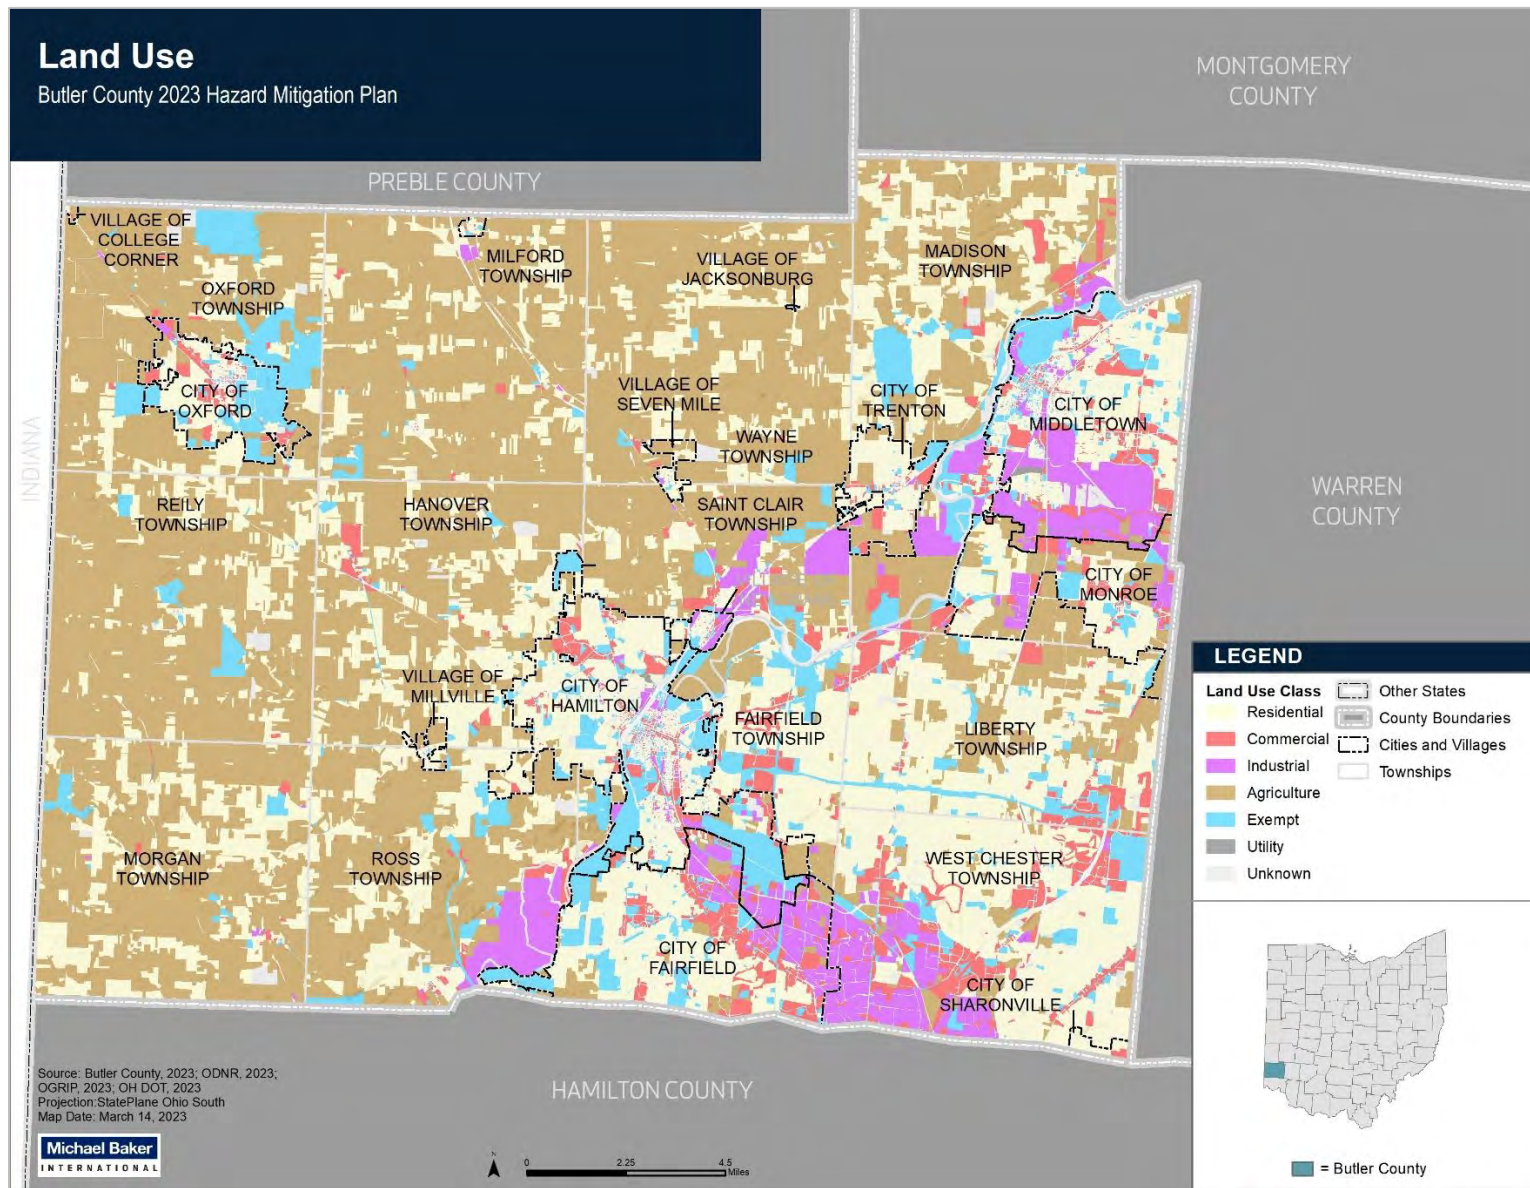 Land Use
Butler County 2023 Hazard Mitigation Plan
MONTGOMERY
COUNTY
PREBLE COUNTY
VILLAGE OF
COLLEGE
CORNER
MILFORD
TOWNSHIP
VILLAGE OF
JACKSONBURG
MADISON
TOWNSHIP
OXFORD
TOWNSHIP
CITY OF
OXFORD
VILLAGE OF
SEVEN MILE
CITY OF
TRENTON
CITY OF
MIDDLETOWN
WAYNE
TOWNSHIP
INDIANA
REILY
TOWNSHIP
HANOVER
TOWNSHIP
SAINT CLAIR
TOWNSHIP
WARREN
COUNTY
CITY OF
MONROE
VILLAGE OF
MILLVILLE
CITY OF
HAMILTON
FAIRFIELD
TOWNSHIP
LIBERTY
TOWNSHIP
MORGAN
TOWNSHIP
ROSS
TOWNSHIP
WEST CHESTER
TOWNSHIP
CITY OF
FAIRFIELD
CITY OF
SHARONVILLE
HAMILTON COUNTY
LEGEND
Land Use Class
Residential
Commercial
Industrial
Agriculture
Exempt
Utility
Unknown
Other States
County Boundaries
Cities and Villages
Townships
= Butler County
Source: Butler County, 2023; ODNR, 2023;
OGRIP, 2023; OH DOT, 2023
Projection:StatePlane Ohio South
Map Date: March 14, 2023
Michael Baker
INTERNATIONAL
N
0 2.25 4.5
Miles